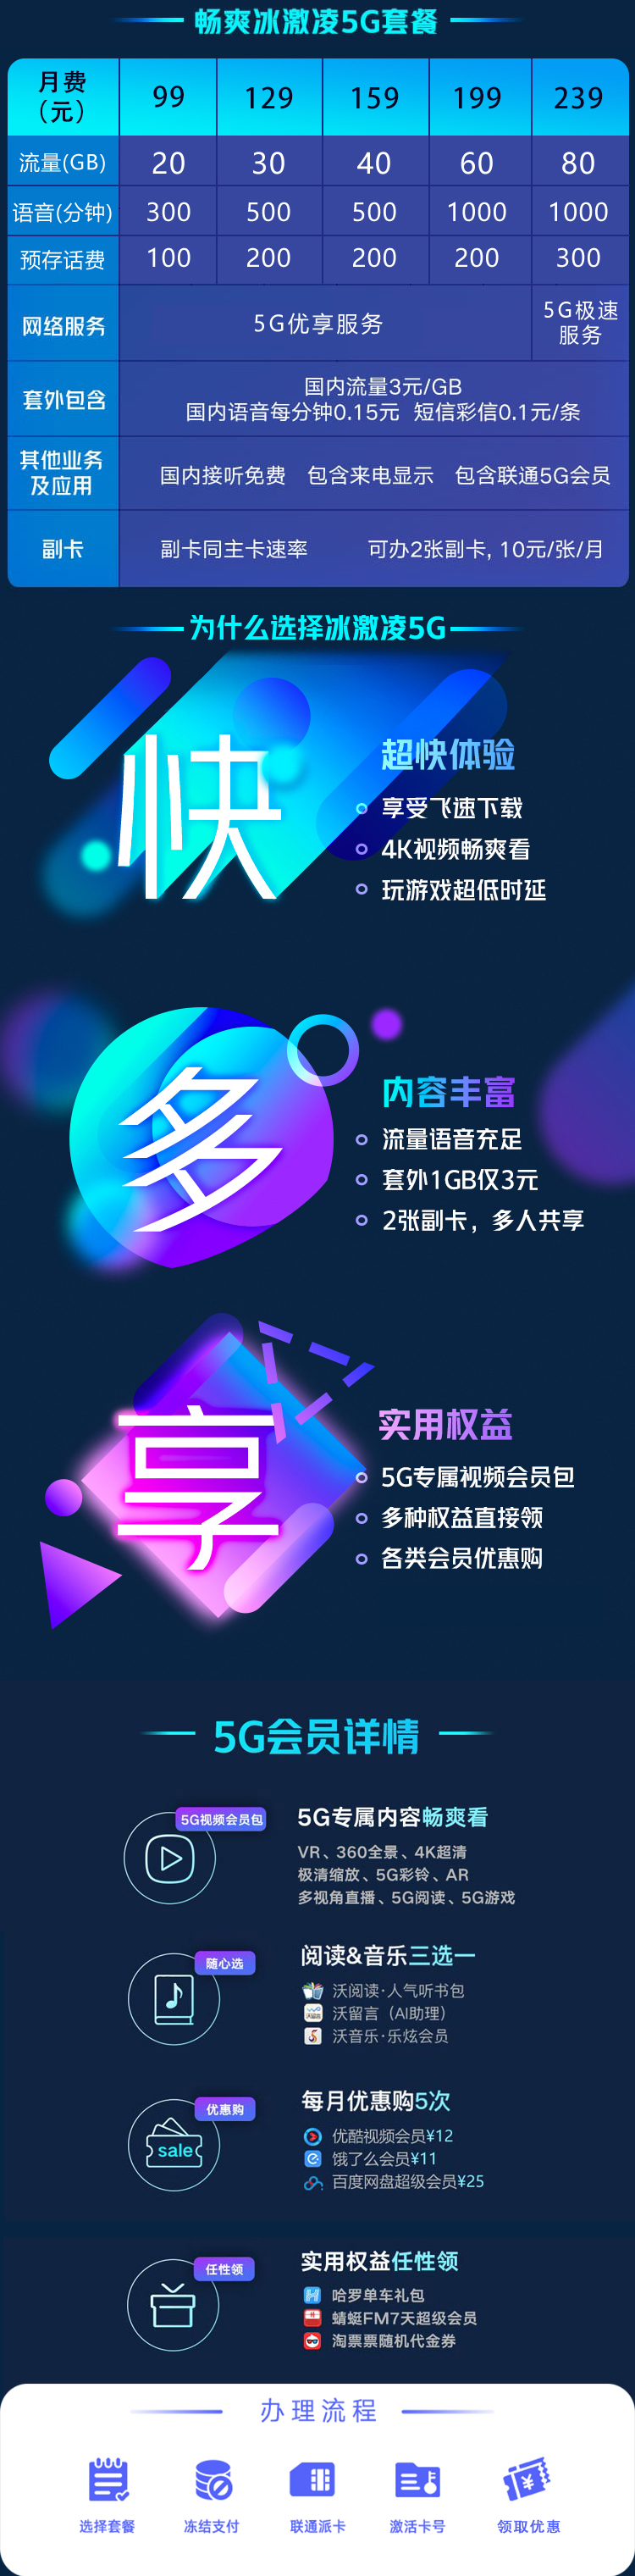 畅爽冰激凌5G套餐
月费（元） 99 129 159 199 239
流量(GB) 20 30 40 60 80
语音(分钟) 300 500 500 1000 1000
预存话费 100 200 200 200 300
网络服务 5G优享服务 5G极速服务
套外包含 国内流量3元/GB
国内语音每分钟0.15元 短信彩信0.1元/条
其他业务及应用 国内接听免费 包含来电显示 包含联通5G会员
副卡 副卡同主卡速率 可办2张副卡, 10元/张/月
为什么选择冰激凌5G
快
超快体验
享受飞速下载
4K视频畅爽看
玩游戏超低时延
多
内容丰富
流量语音充足
套外1GB仅3元
2张副卡，多人共享
享
实用权益
5G专属视频会员包
多种权益直接领
各类会员优惠购
5G会员详情
5G视频会员包
5G专属内容畅爽看
VR、360全景、4K超清
极清缩放、5G彩铃、AR
多视角直播、5G阅读、5G游戏
随心选
阅读&音乐三选一
沃阅读·人气听书包
沃留言（AI助理）
沃音乐·乐炫会员
优惠购
sale
每月优惠购5次
优酷视频会员¥12
饿了么会员¥11
百度网盘超级会员¥25
任性领
实用权益任性领
哈罗单车礼包
蜻蜓FM7天超级会员
淘票票随机代金券
办理流程
选择套餐 冻结支付 联通派卡 激活卡号 领取优惠